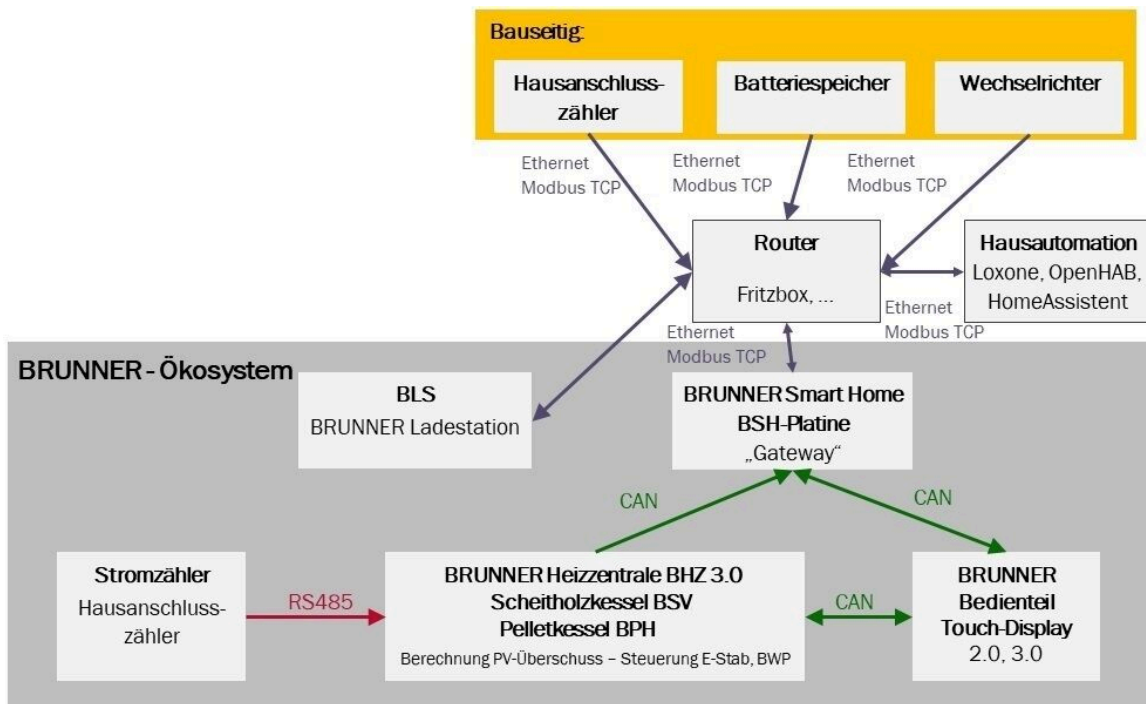 Bauseitig:
Hausanschluss-
zähler
Batteriespeicher
Wechselrichter
Ethernet
Modbus TCP
Ethernet
Modbus TCP
Ethernet
Modbus TCP
Router
Fritzbox, ...
Hausautomation
Loxone, OpenHAB,
HomeAssistent
Ethernet
Modbus TCP
Ethernet
Modbus TCP
BRUNNER - Ökosystem
BLS
BRUNNER Ladestation
BRUNNER Smart Home
BSH-Platine
„Gateway“
CAN
CAN
Stromzähler
Hausanschluss-
zähler
RS485
BRUNNER Heizzentrale BHZ 3.0
Scheitholzkessel BSV
Pelletkessel BPH
Berechnung PV-Überschuss – Steuerung E-Stab, BWP
CAN
BRUNNER
Bedienteil
Touch-Display
2.0, 3.0